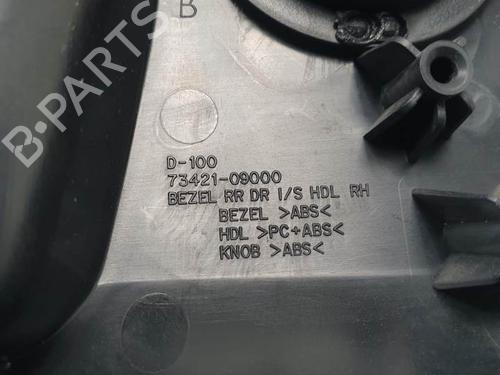 B
D-100
73421-09000
BEZEL RR DR I/S HDL RH
BEZEL >ABS<
HDL >PC+ABS<
KNOB >ABS<
B-PARTS